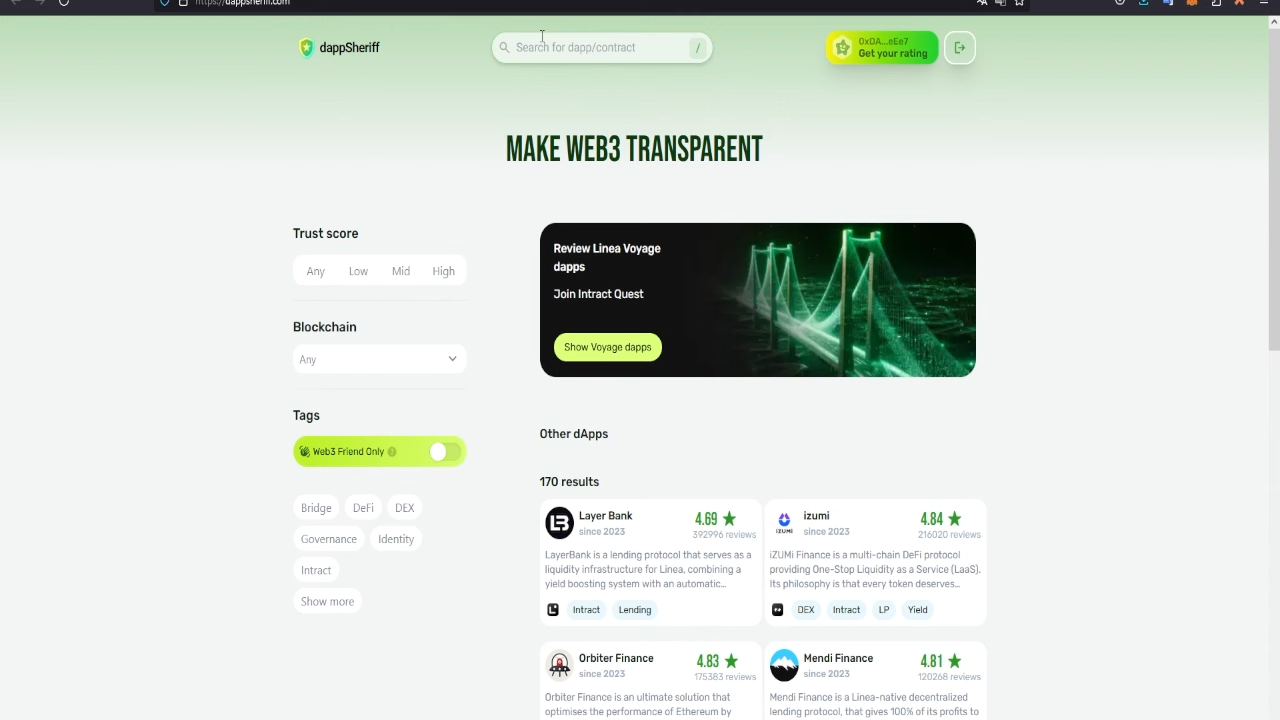 https://dappsheriff.com
dappSheriff
Search for dapp/contract
/
0xDA...eEe7
Get your rating
MAKE WEB3 TRANSPARENT
Trust score
Any Low Mid High
Blockchain
Any
Tags
Web3 Friend Only
Bridge DeFi DEX
Governance Identity
Intract
Show more
Review Linea Voyage
dapps
Join Intract Quest
Show Voyage dapps
Other dApps
170 results
Layer Bank
since 2023
4.69
392996 reviews
LayerBank is a lending protocol that serves as a
liquidity infrastructure for Linea, combining a
yield boosting system with an automatic...
Intract Lending
izumi
since 2023
4.84
216020 reviews
IZUMI
iZUMi Finance is a multi-chain DeFi protocol
providing One-Stop Liquidity as a Service (LaaS).
Its philosophy is that every token deserves...
DEX Intract LP Yield
Orbiter Finance
since 2023
4.83
175383 reviews
Orbiter Finance is an ultimate solution that
optimises the performance of Ethereum by
Mendi Finance
since 2023
4.81
120268 reviews
Mendi Finance is a Linea-native decentralized
lending protocol, that gives 100% of its profits to